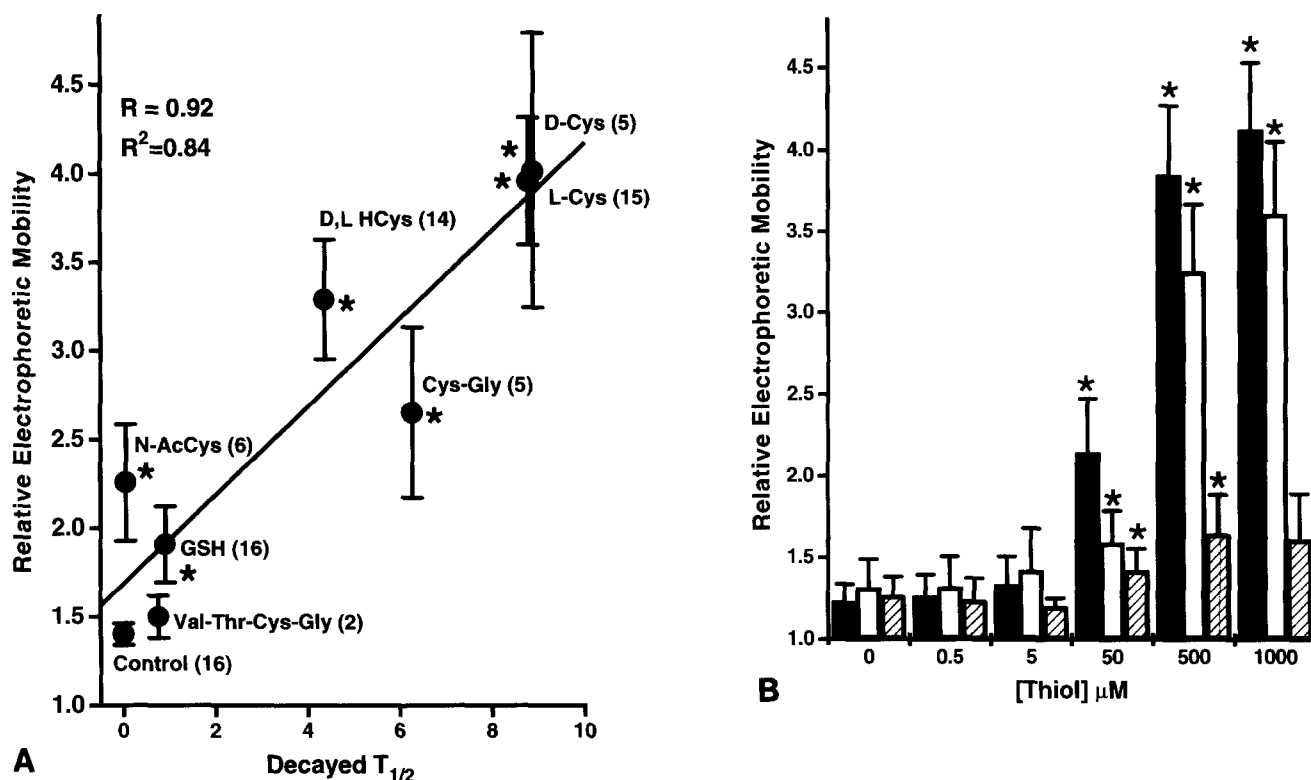 Relative Electrophoretic Mobility
4.5
4.0
3.5
3.0
2.5
2.0
1.5
1.0
R = 0.92
R²=0.84
D-Cys (5)
*
*
L-Cys (15)
D,L HCys (14)
*
Cys-Gly (5)
*
N-AcCys (6)
*
GSH (16)
*
Val-Thr-Cys-Gly (2)
Control (16)
0 2 4 6 8 10
A
Decayed T1/2
Relative Electrophoretic Mobility
4.5
4.0
3.5
3.0
2.5
2.0
1.5
1.0
* * * * * * * *
0 0.5 5 50 500 1000
B
[Thiol] μM